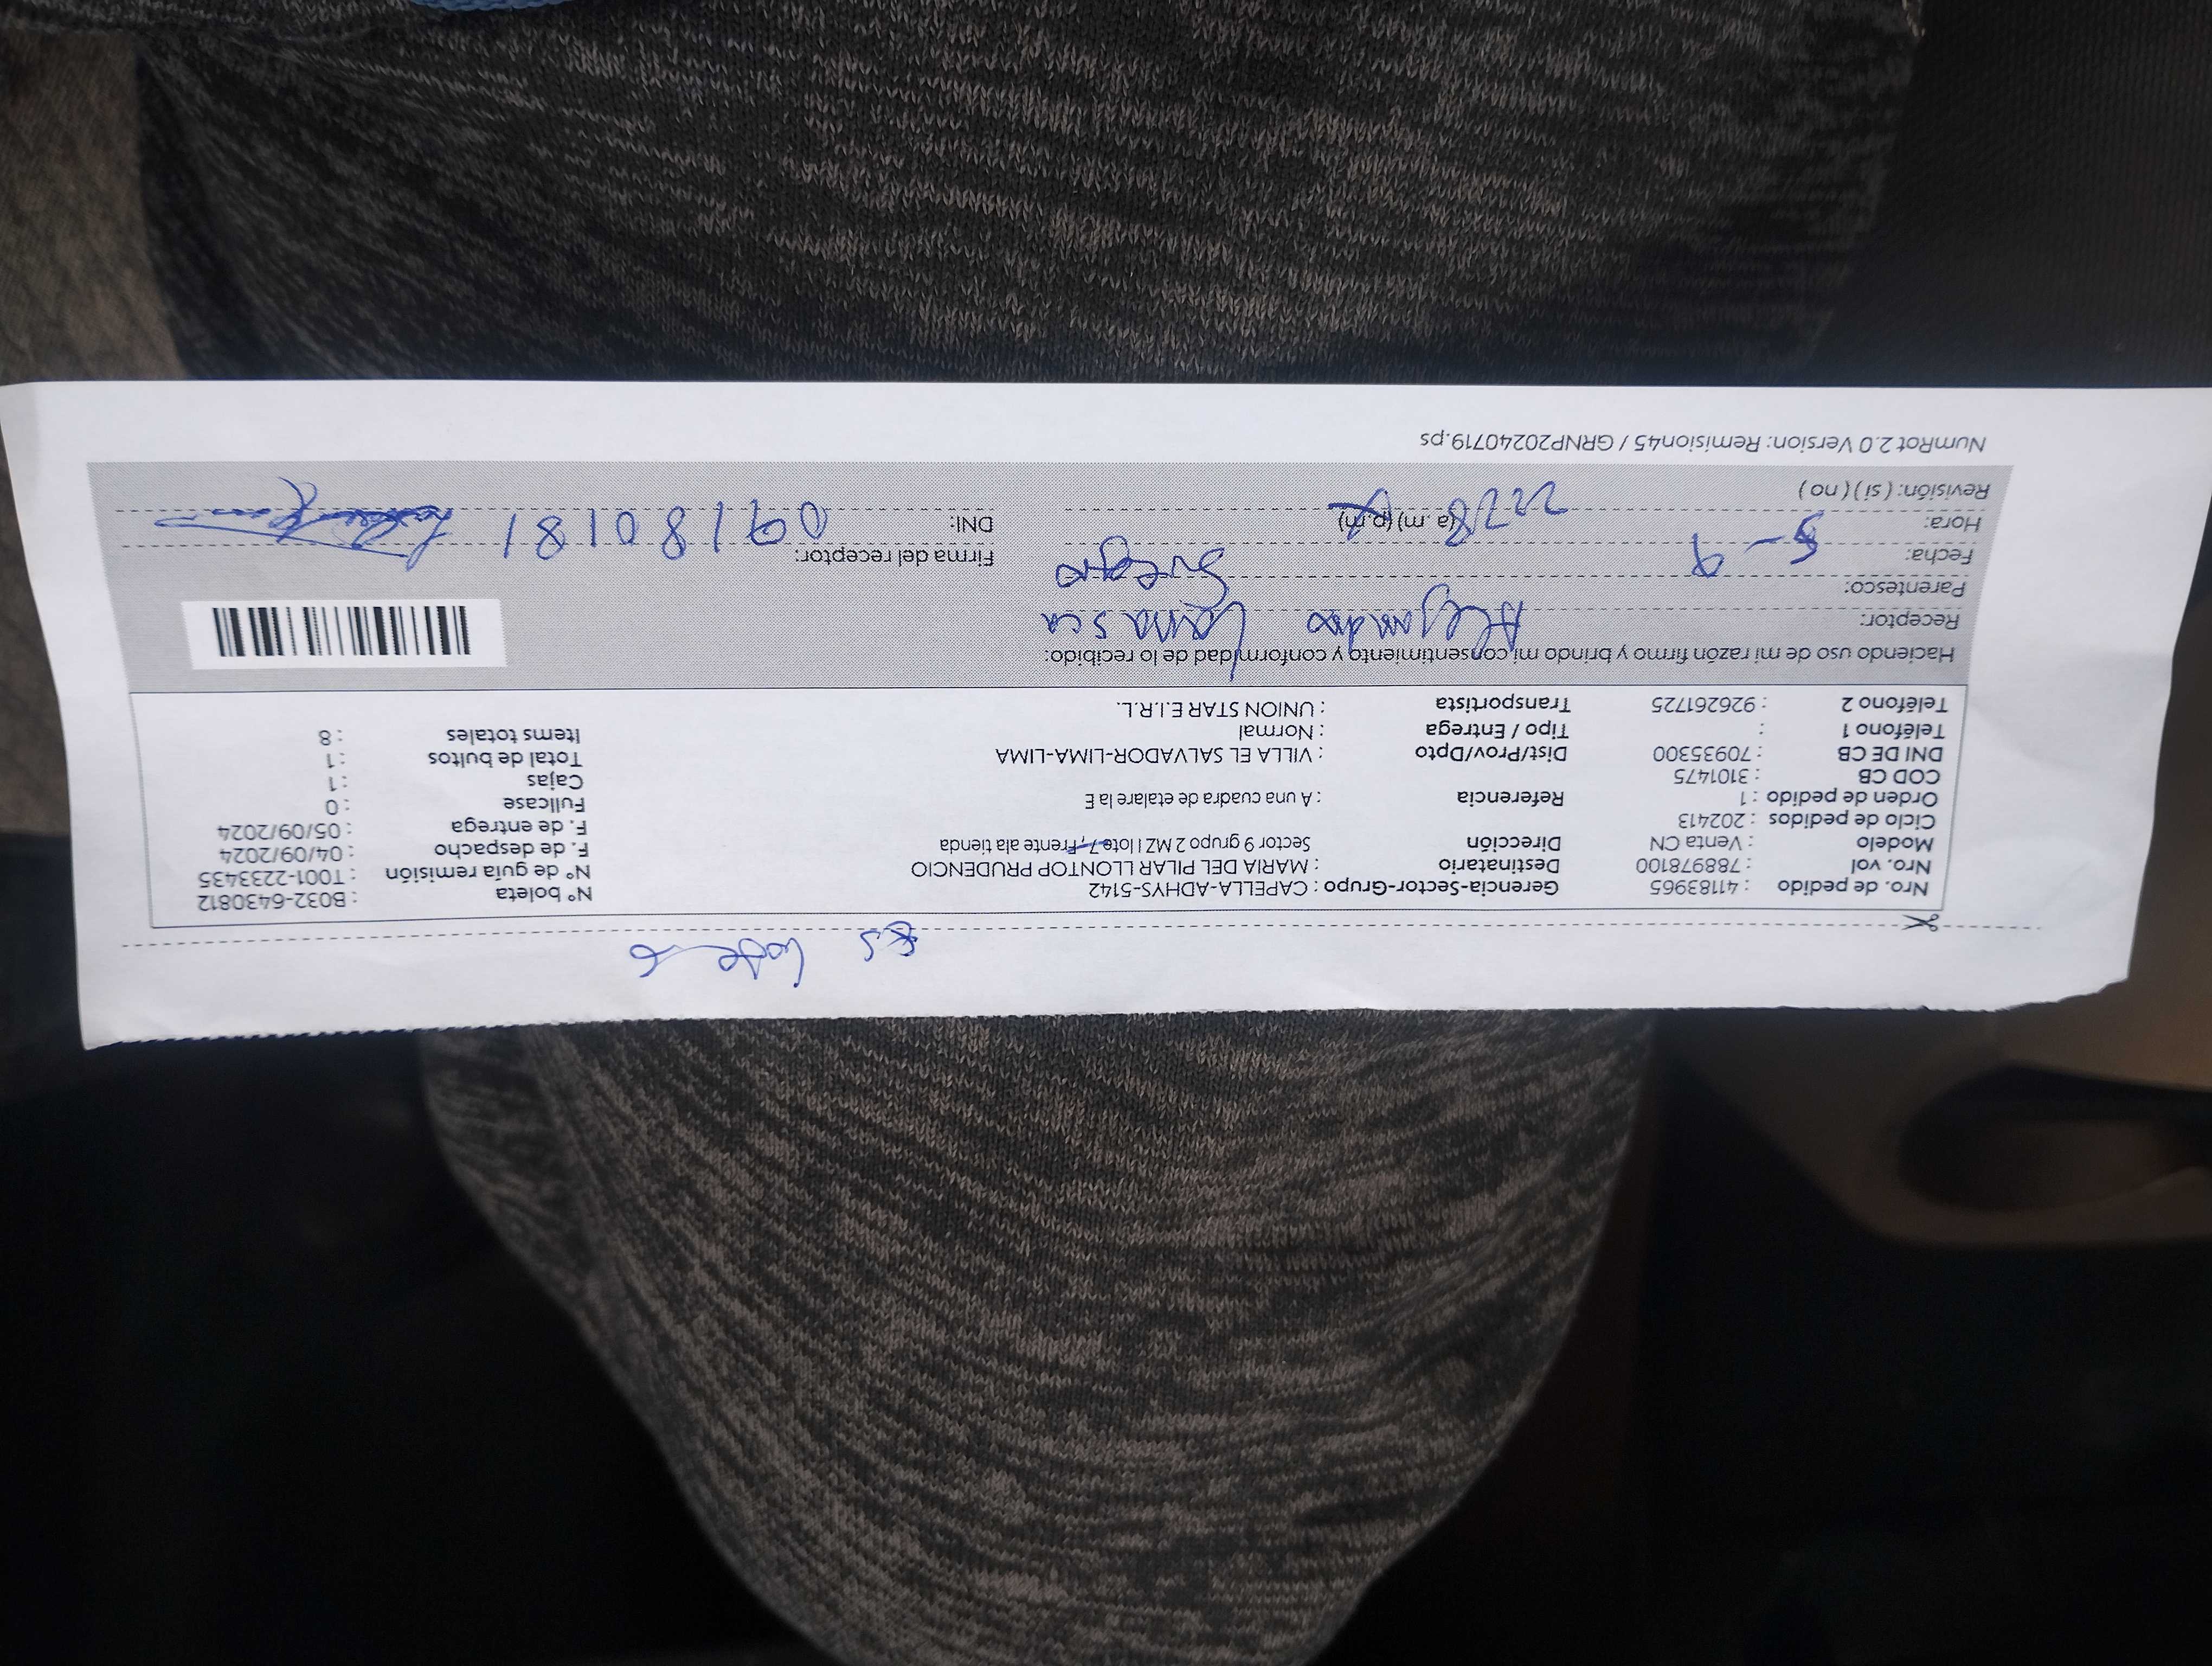 Es lote 6
Nro. de pedido : 41183965 Gerencia-Sector-Grupo : CAPELLA-ADHYS-5142 N° boleta : B032-6430812
Nro. vol : 788978100 Destinatario : MARIA DEL PILAR LLONTOP PRUDENCIO N° de guía remisión : T001-2233435
Modelo : Venta CN Dirección Sector 9 grupo 2 MZ I lote 7, Frente ala tienda F. de despacho : 04/09/2024
Ciclo de pedidos : 202413 F. de entrega : 05/09/2024
Orden de pedido : 1 Referencia : A una cuadra de etalare la E Fullcase : 0
COD CB : 3101475 Cajas : 1
DNI DE CB : 70935300 Dist/Prov/Dpto : VILLA EL SALVADOR-LIMA-LIMA Total de bultos : 1
Teléfono 1 : Tipo / Entrega : Normal Items totales : 8
Teléfono 2 : 926261725 Transportista : UNION STAR E.I.R.L.
Haciendo uso de mi razón firmo y brindo mi consentimiento y conformidad de lo recibido:
Receptor: Alejandro
Parentesco: Suegro
Fecha: 5-9 Firma del receptor:
Hora: 2228 (a.m) (p.m) DNI: 09180181
Revisión: ( si ) ( no )
NumRot 2.0 Version: Remision45 / GRNP20240719.ps